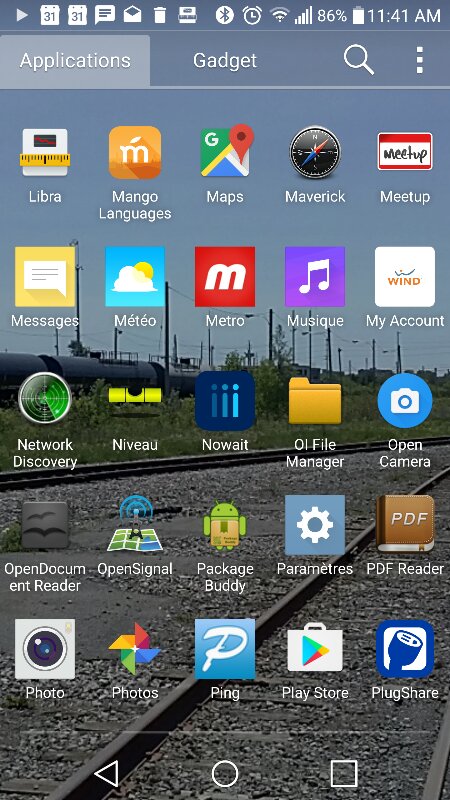 31 31 86% 11:41 AM
Applications Gadget
G meetup
Libra Mango Languages Maps Maverick Meetup
WIND
Messages Météo Metro Musique My Account
Network Discovery Niveau Nowait OI File Manager Open Camera
PDF
OpenDocument Reader OpenSignal Package Buddy Paramètres PDF Reader
Photo Photos Ping Play Store PlugShare